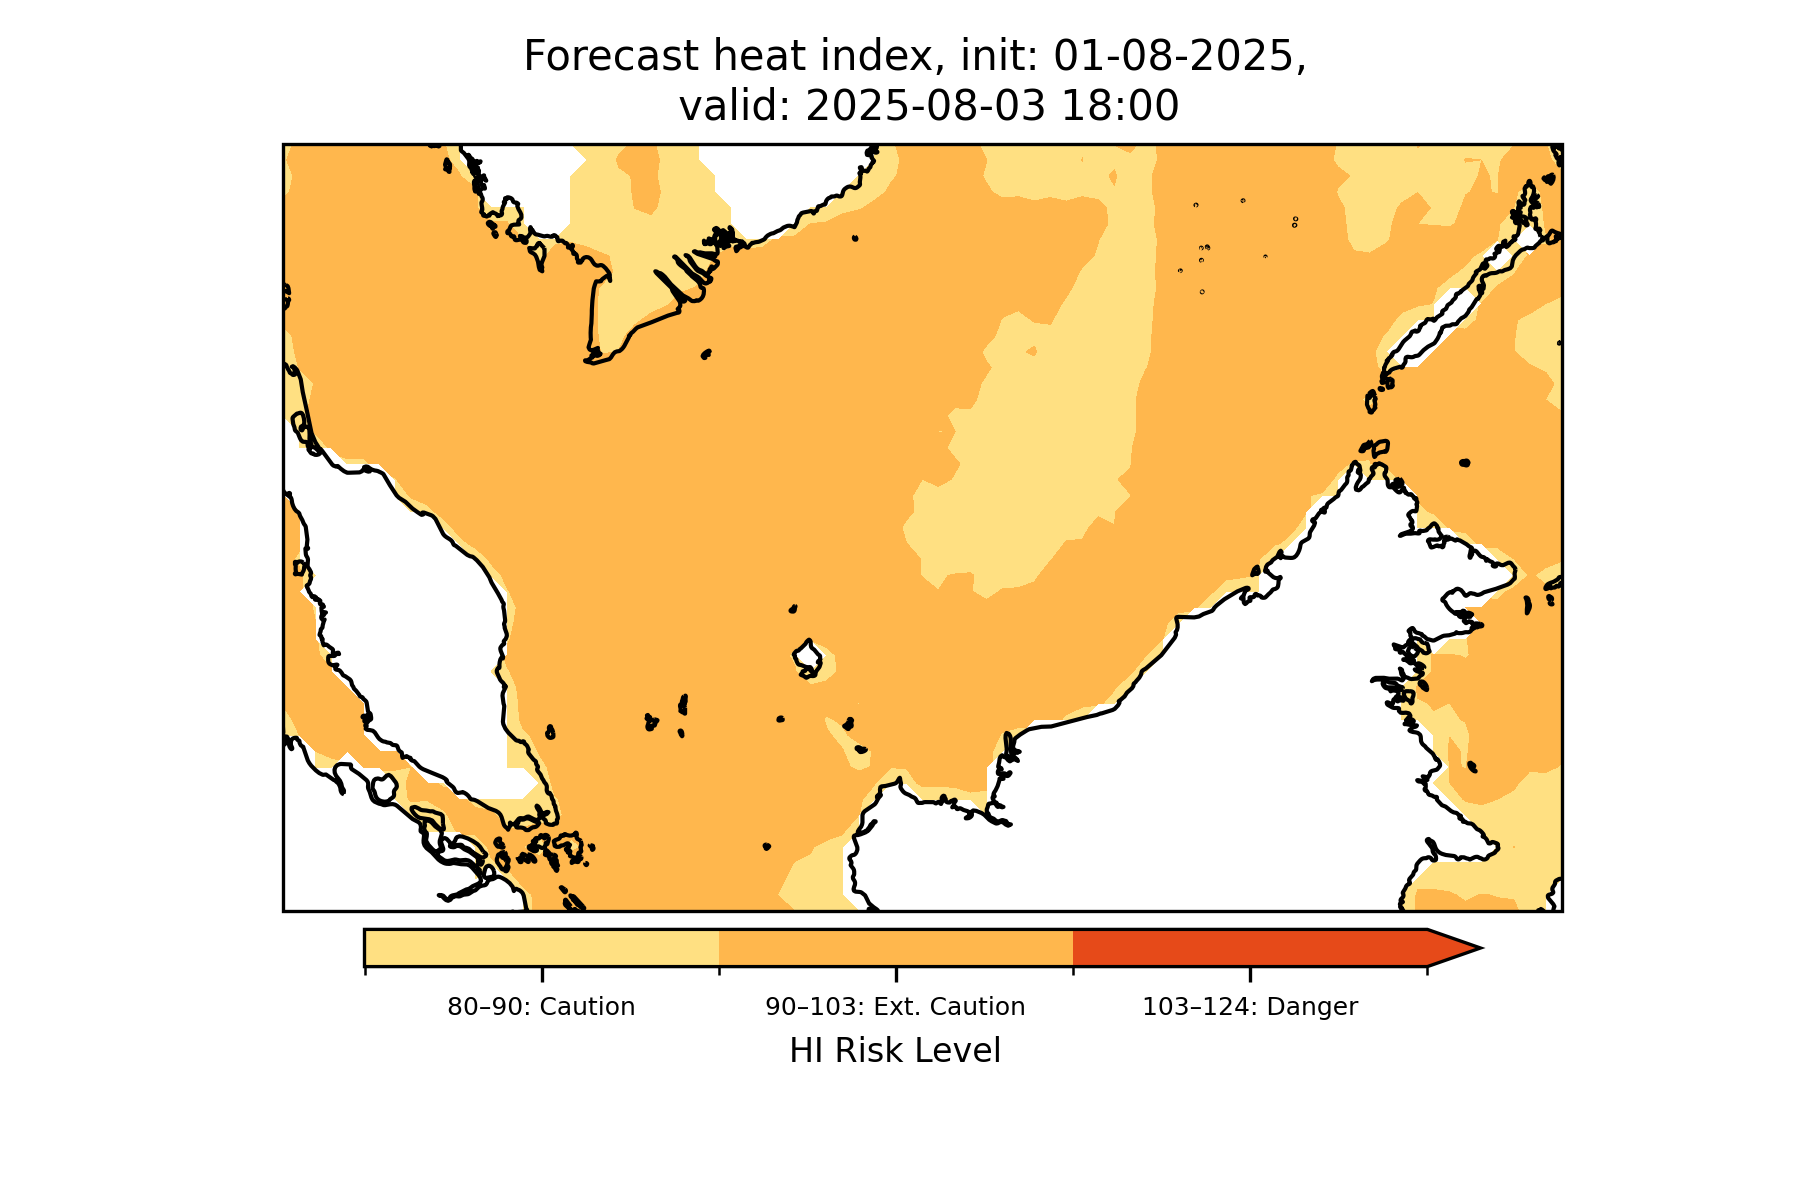 Forecast heat index, init: 01-08-2025,
valid: 2025-08-03 18:00
80–90: Caution
90–103: Ext. Caution
103–124: Danger
HI Risk Level